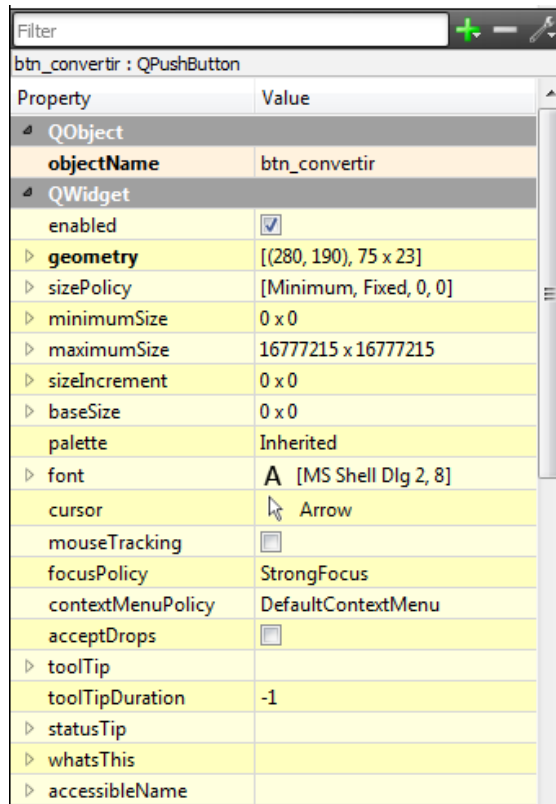 Filter
btn_convertir : QPushButton
Property Value
QObject
objectName btn_convertir
QWidget
enabled
geometry [(280, 190), 75 x 23]
sizePolicy [Minimum, Fixed, 0, 0]
minimumSize 0 x 0
maximumSize 16777215 x 16777215
sizeIncrement 0 x 0
baseSize 0 x 0
palette Inherited
font A [MS Shell Dlg 2, 8]
cursor Arrow
mouseTracking
focusPolicy StrongFocus
contextMenuPolicy DefaultContextMenu
acceptDrops
toolTip
toolTipDuration -1
statusTip
whatsThis
accessibleName